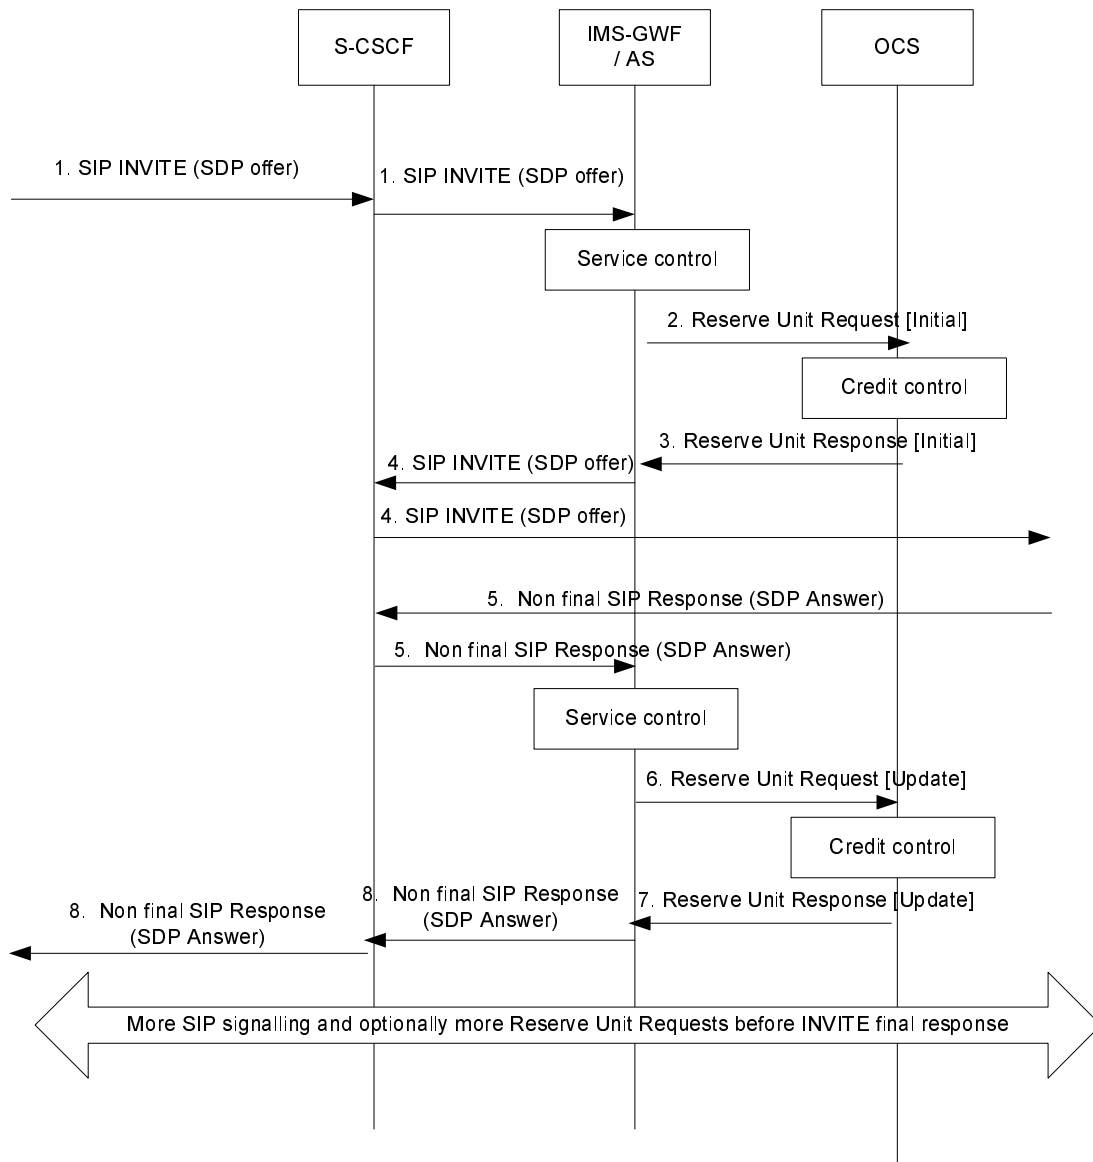 S-CSCF
IMS-GWF
/ AS
OCS
1. SIP INVITE (SDP offer)
1. SIP INVITE (SDP offer)
Service control
2. Reserve Unit Request [Initial]
Credit control
3. Reserve Unit Response [Initial]
4. SIP INVITE (SDP offer)
4. SIP INVITE (SDP offer)
5. Non final SIP Response (SDP Answer)
5. Non final SIP Response (SDP Answer)
Service control
6. Reserve Unit Request [Update]
Credit control
7. Reserve Unit Response [Update]
8. Non final SIP Response
(SDP Answer)
8. Non final SIP Response
(SDP Answer)
More SIP signalling and optionally more Reserve Unit Requests before INVITE final response